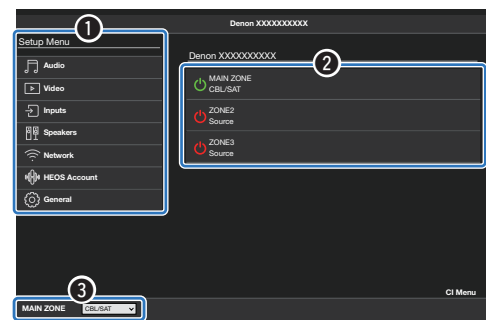 Denon XXXXXXXXXX
1
Setup Menu
Audio
Video
Inputs
Speakers
Network
HEOS Account
General
Denon XXXXXXXXXX
2
MAIN ZONE
CBL/SAT
ZONE2
Source
ZONE3
Source
CI Menu
3
MAIN ZONE CBL/SAT